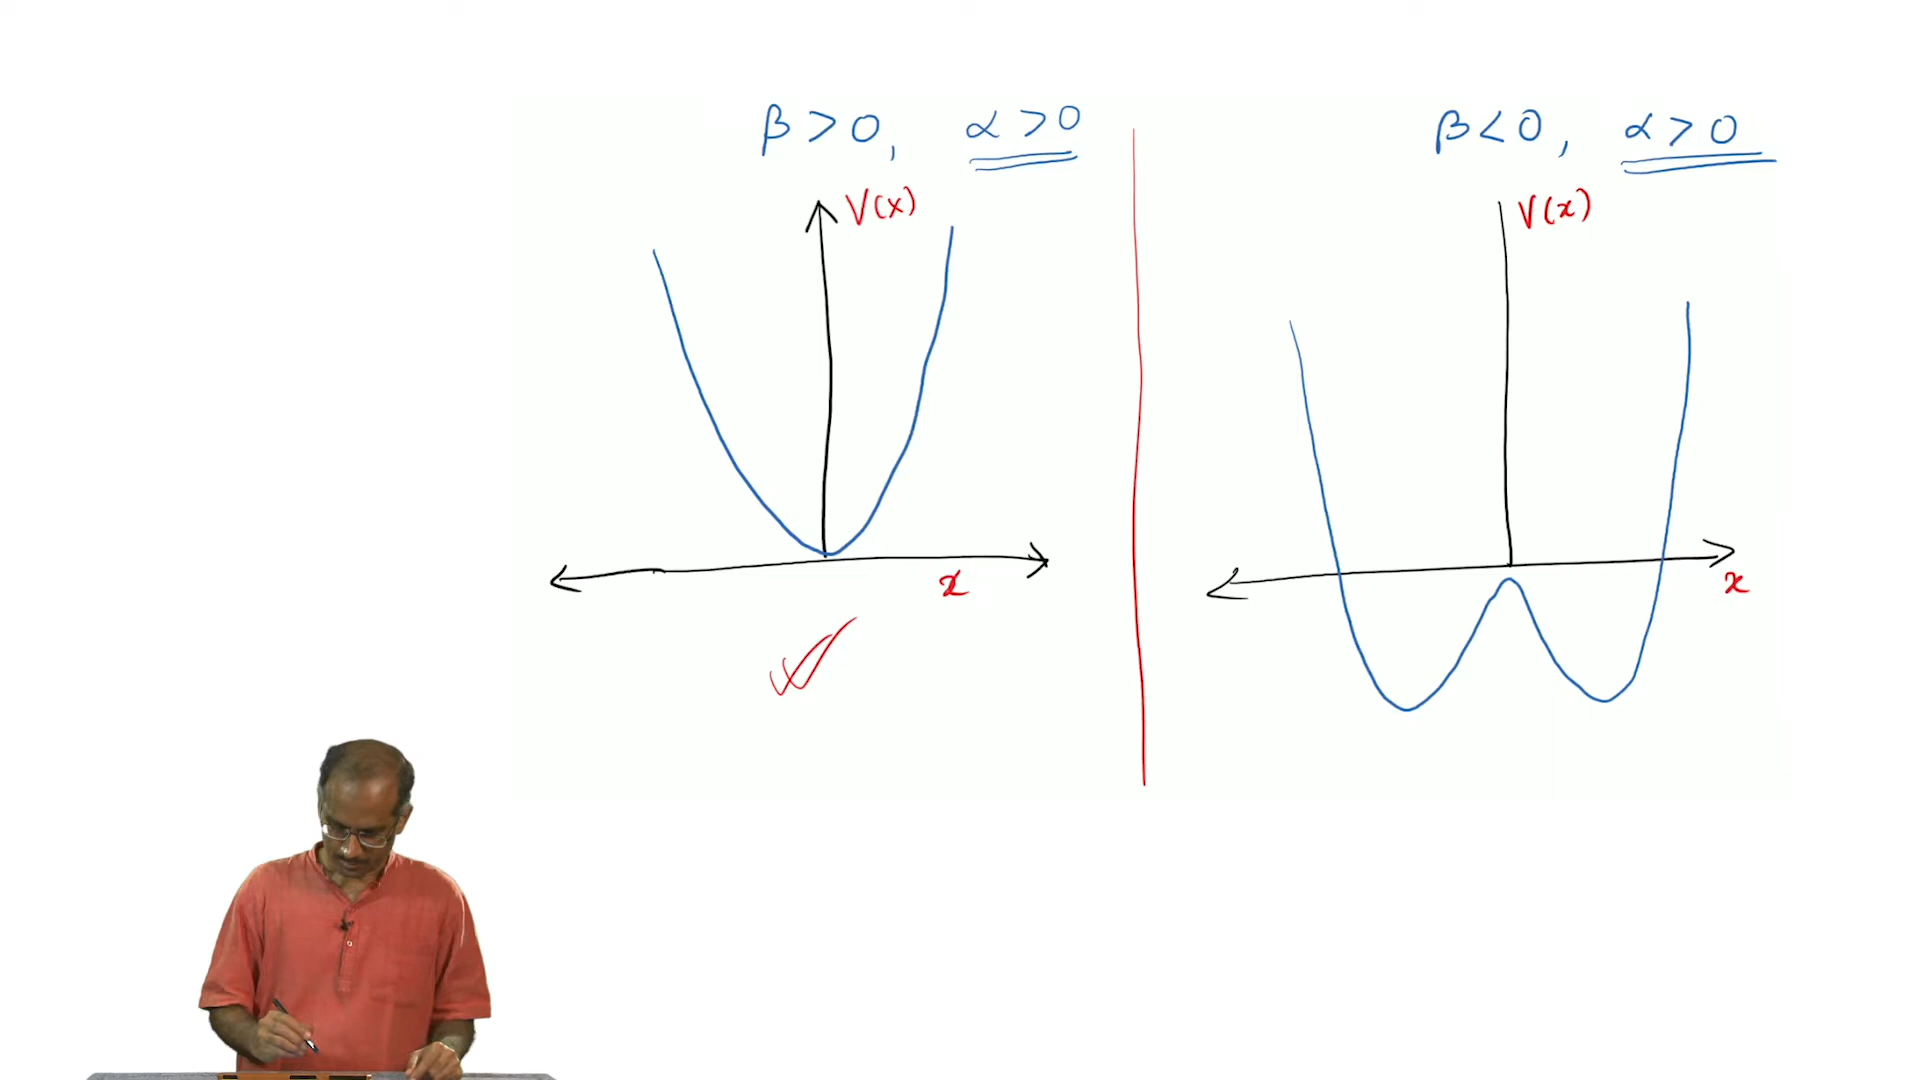 β > 0, α > 0
V(x)
x
β < 0, α > 0
V(x)
x